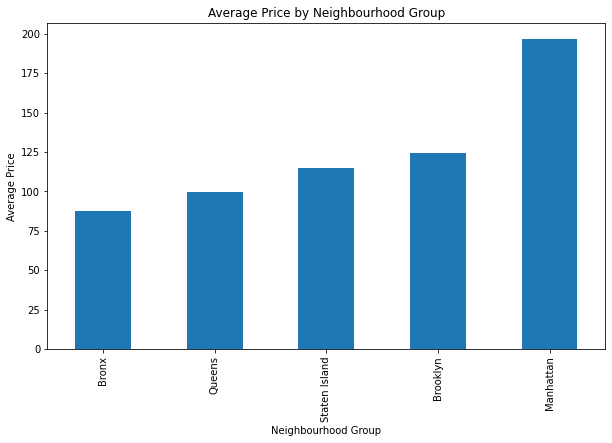 Average Price by Neighbourhood Group
200
175
150
125
100
75
50
25
0
Average Price
Bronx
Queens
Staten Island
Brooklyn
Manhattan
Neighbourhood Group